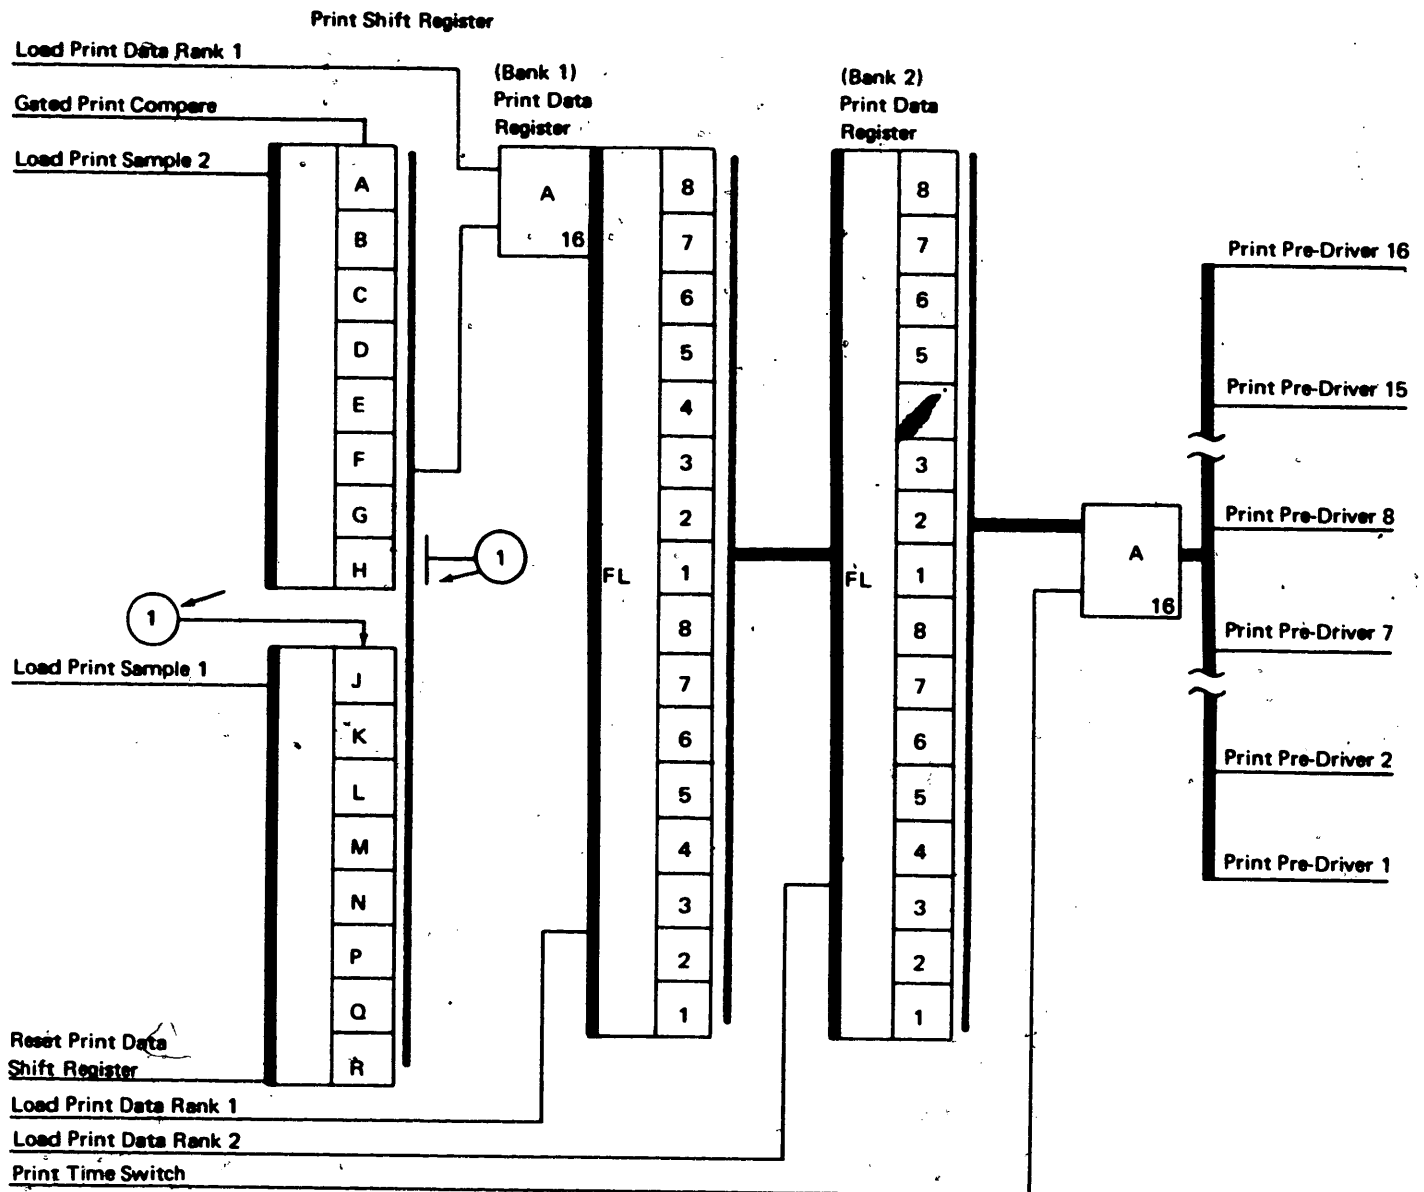 Print Shift Register
Load Print Data Rank 1
Gated Print Compare
Load Print Sample 2
A
B
C
D
E
F
G
H
1
1
Load Print Sample 1
J
K
L
M
N
P
Q
R
Reset Print Data
Shift Register
Load Print Data Rank 1
Load Print Data Rank 2
Print Time Switch
(Bank 1)
Print Data
Register
A
16
FL
8
7
6
5
4
3
2
1
8
7
6
5
4
3
2
1
(Bank 2)
Print Data
Register
FL
8
7
6
5
3
2
1
8
7
6
5
4
3
2
1
A
16
Print Pre-Driver 16
Print Pre-Driver 15
Print Pre-Driver 8
Print Pre-Driver 7
Print Pre-Driver 2
Print Pre-Driver 1